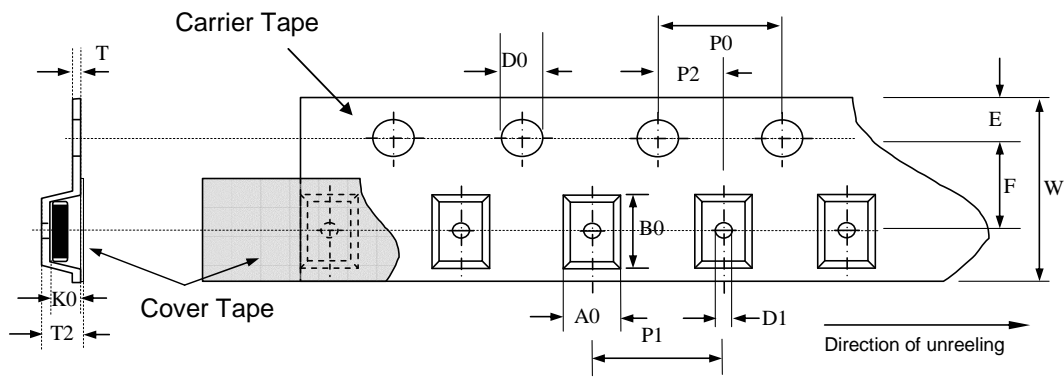 Carrier Tape
P0
T
D0
P2
E
F
W
B0
K0
Cover Tape
A0
D1
T2
P1
Direction of unreeling